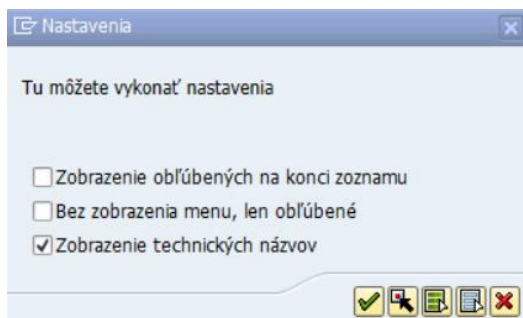 Nastavenia
Tu môžete vykonať nastavenia
Zobrazenie obľúbených na konci zoznamu
Bez zobrazenia menu, len obľúbené
Zobrazenie technických názvov